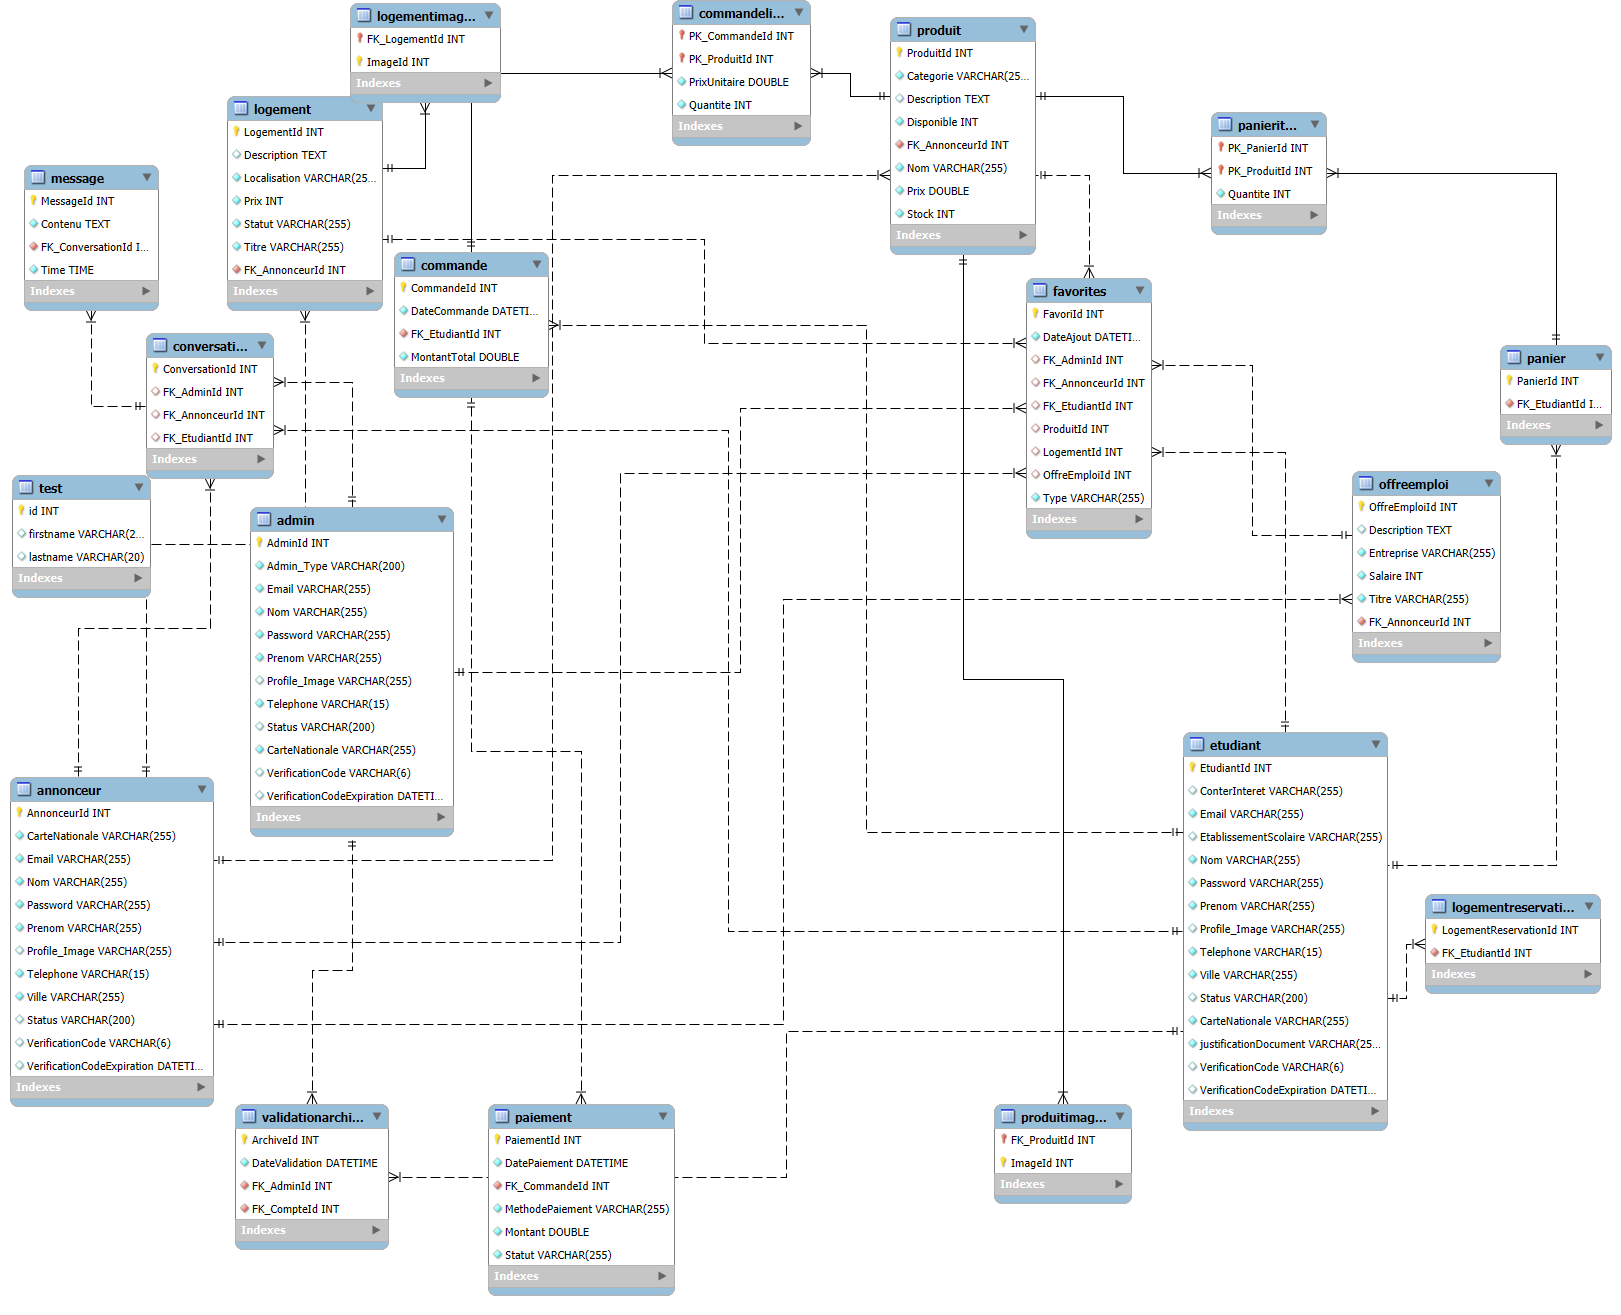 logementimag...
FK_LogementId INT
ImageId INT
Indexes
commandeli...
PK_CommandeId INT
PK_ProduitId INT
PrixUnitaire DOUBLE
Quantite INT
Indexes
produit
ProduitId INT
Categorie VARCHAR(25...
Description TEXT
Disponible INT
FK_AnnonceurId INT
Nom VARCHAR(255)
Prix DOUBLE
Stock INT
Indexes
logement
LogementId INT
Description TEXT
Localisation VARCHAR(25...
Prix INT
Statut VARCHAR(255)
Titre VARCHAR(255)
FK_AnnonceurId INT
Indexes
panierit...
PK_PanierId INT
PK_ProduitId INT
Quantite INT
Indexes
message
MessageId INT
Contenu TEXT
FK_ConversationId I...
Time TIME
Indexes
commande
CommandeId INT
DateCommande DATETI...
FK_EtudiantId INT
MontantTotal DOUBLE
Indexes
favorites
FavoriId INT
DateAjout DATETI...
FK_AdminId INT
FK_AnnonceurId INT
FK_EtudiantId INT
ProduitId INT
LogementId INT
OffreEmploiId INT
Type VARCHAR(255)
Indexes
conversati...
ConversationId INT
FK_AdminId INT
FK_AnnonceurId INT
FK_EtudiantId INT
Indexes
panier
PanierId INT
FK_EtudiantId I...
Indexes
test
id INT
firstname VARCHAR(2...
lastname VARCHAR(20)
Indexes
offreemploi
OffreEmploiId INT
Description TEXT
Entreprise VARCHAR(255)
Salaire INT
Titre VARCHAR(255)
FK_AnnonceurId INT
Indexes
admin
AdminId INT
Admin_Type VARCHAR(200)
Email VARCHAR(255)
Nom VARCHAR(255)
Password VARCHAR(255)
Prenom VARCHAR(255)
Profile_Image VARCHAR(255)
Telephone VARCHAR(15)
Status VARCHAR(200)
CarteNationale VARCHAR(255)
VerificationCode VARCHAR(6)
VerificationCodeExpiration DATETI...
Indexes
etudiant
EtudiantId INT
ConterInteret VARCHAR(255)
Email VARCHAR(255)
EtablissementScolaire VARCHAR(255)
Nom VARCHAR(255)
Password VARCHAR(255)
Prenom VARCHAR(255)
Profile_Image VARCHAR(255)
Telephone VARCHAR(15)
Ville VARCHAR(255)
Status VARCHAR(200)
CarteNationale VARCHAR(255)
justificationDocument VARCHAR(25...
VerificationCode VARCHAR(6)
VerificationCodeExpiration DATETI...
Indexes
annonceur
AnnonceurId INT
CarteNationale VARCHAR(255)
Email VARCHAR(255)
Nom VARCHAR(255)
Password VARCHAR(255)
Prenom VARCHAR(255)
Profile_Image VARCHAR(255)
Telephone VARCHAR(15)
Ville VARCHAR(255)
Status VARCHAR(200)
VerificationCode VARCHAR(6)
VerificationCodeExpiration DATETI...
Indexes
logementreservati...
LogementReservationId INT
FK_EtudiantId INT
Indexes
validationarchi...
ArchiveId INT
DateValidation DATETIME
FK_AdminId INT
FK_CompteId INT
Indexes
paiement
PaiementId INT
DatePaiement DATETIME
FK_CommandeId INT
MethodePaiement VARCHAR(255)
Montant DOUBLE
Statut VARCHAR(255)
Indexes
produitimag...
FK_ProduitId INT
ImageId INT
Indexes